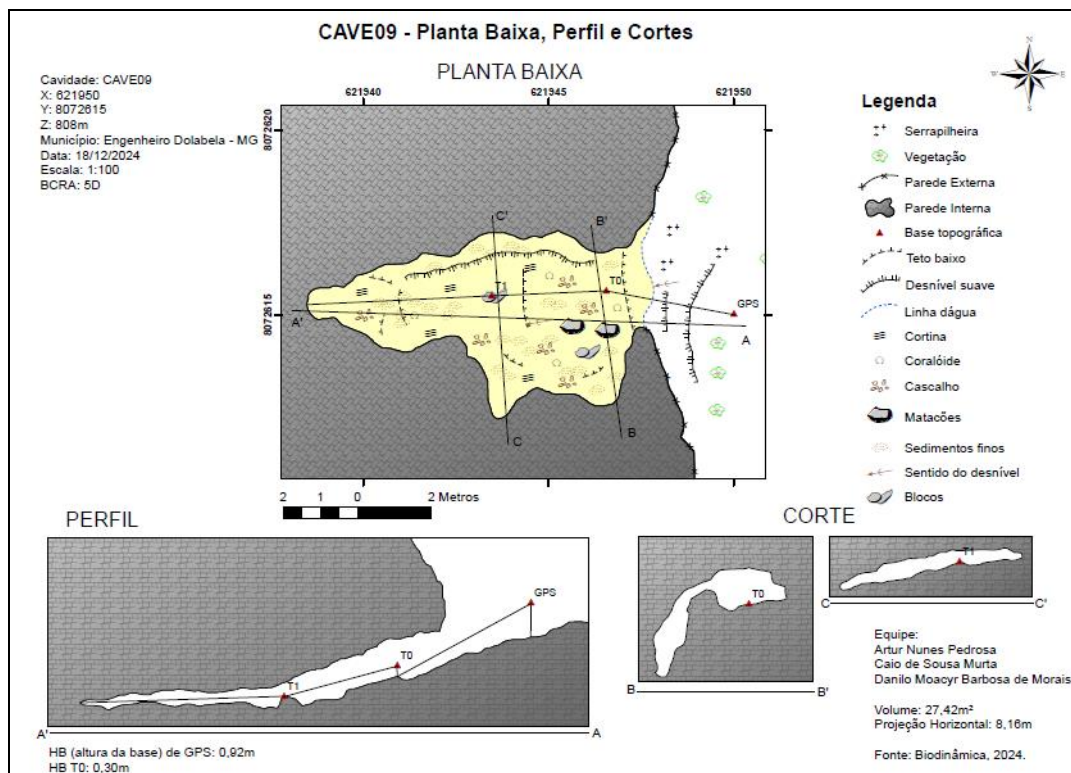 CAVE09 - Planta Baixa, Perfil e Cortes
PLANTA BAIXA
Cavidade: CAVE09
X: 621950
Y: 8072615
Z: 808m
Município: Engenheiro Dolabela - MG
Data: 18/12/2024
Escala: 1:100
BCRA: 5D
621940
621945
621950
8072620
8072615
C'
B'
T1
T0
GPS
A'
A
C
B
2 1 0 2 Metros
N
W
E
S
Legenda
Serrapilheira
Vegetação
Parede Externa
Parede Interna
Base topográfica
Teto baixo
Desnível suave
Linha dágua
Cortina
Coralóide
Cascalho
Matacões
Sedimentos finos
Sentido do desnível
Blocos
PERFIL
GPS
T0
T1
A'
A
HB (altura da base) de GPS: 0,92m
HB T0: 0,30m
CORTE
T0
B
B'
T1
C
C'
Equipe:
Artur Nunes Pedrosa
Caio de Sousa Murta
Danilo Moacyr Barbosa de Morais
Volume: 27,42m²
Projeção Horizontal: 8,16m
Fonte: Biodinâmica, 2024.